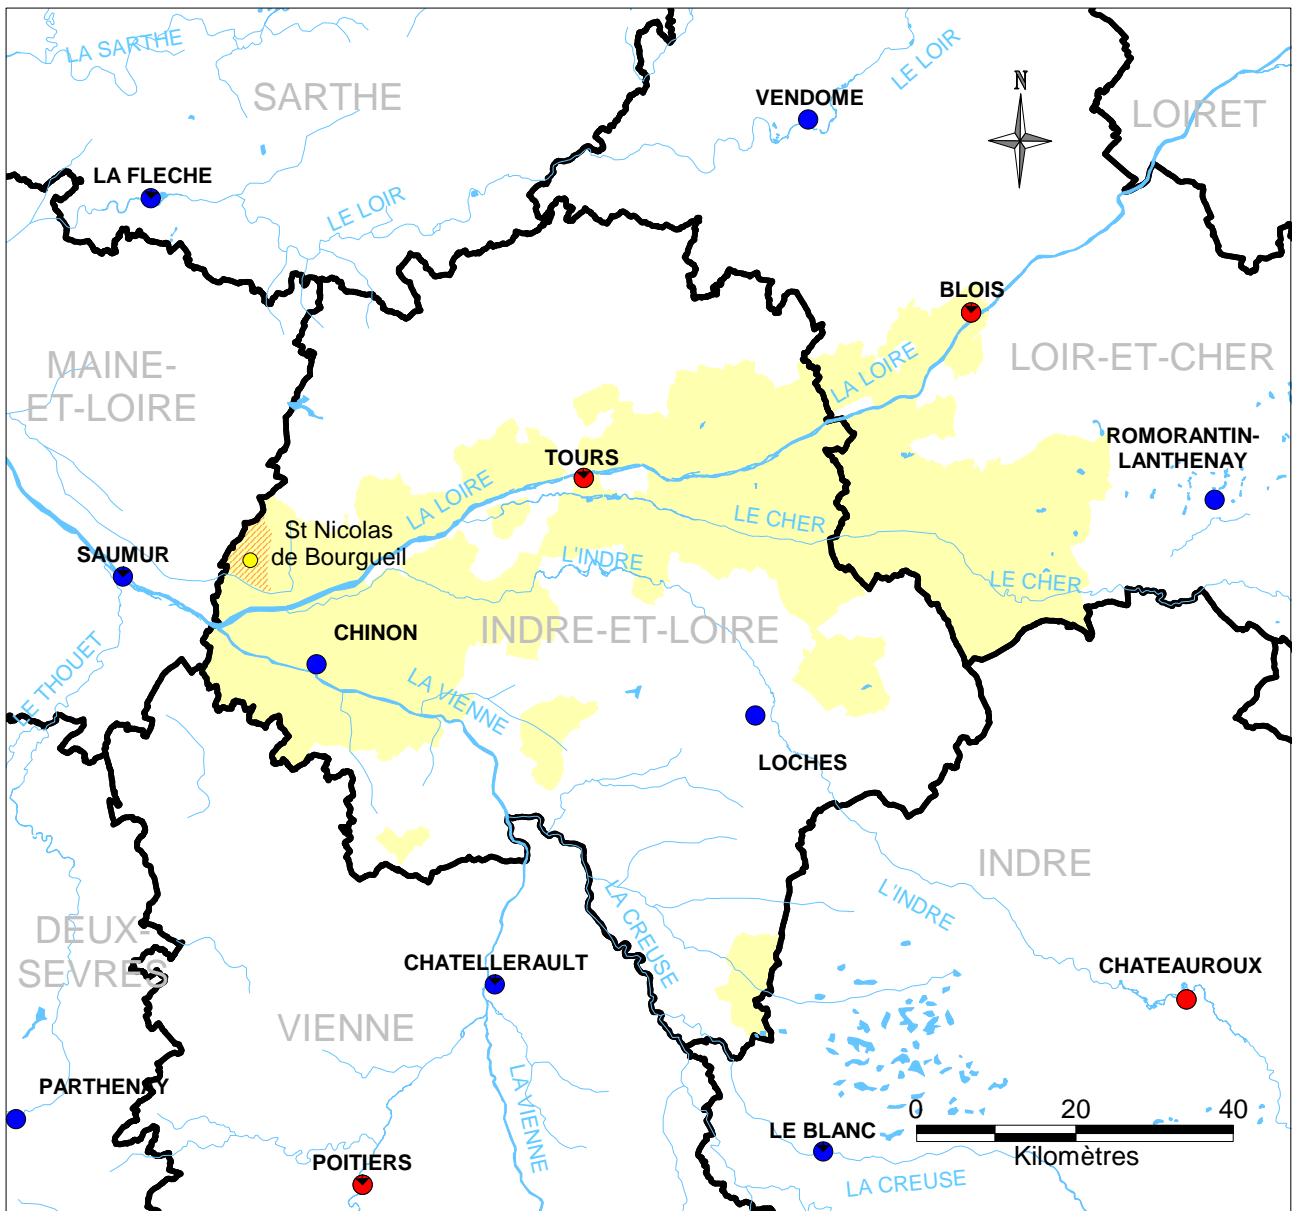 LA SARTHE
SARTHE
LE LOIR
VENDOME
N
LOIRET
LA FLECHE
LE LOIR
BLOIS
MAINE-
ET-LOIRE
LA LOIRE
LOIR-ET-CHER
ROMORANTIN-
LANTHENAY
TOURS
LA LOIRE
LE CHER
St Nicolas
de Bourgueil
SAUMUR
L'INDRE
LE CHER
CHINON
INDRE-ET-LOIRE
LE THOUET
LA VIENNE
LOCHES
INDRE
L'INDRE
LA CREUSE
DEUX-
SEVRES
CHATELLERAULT
CHATEAUROUX
VIENNE
PARTHENAY
LA VIENNE
0 20 40
Kilomètres
LE BLANC
POITIERS
LA CREUSE